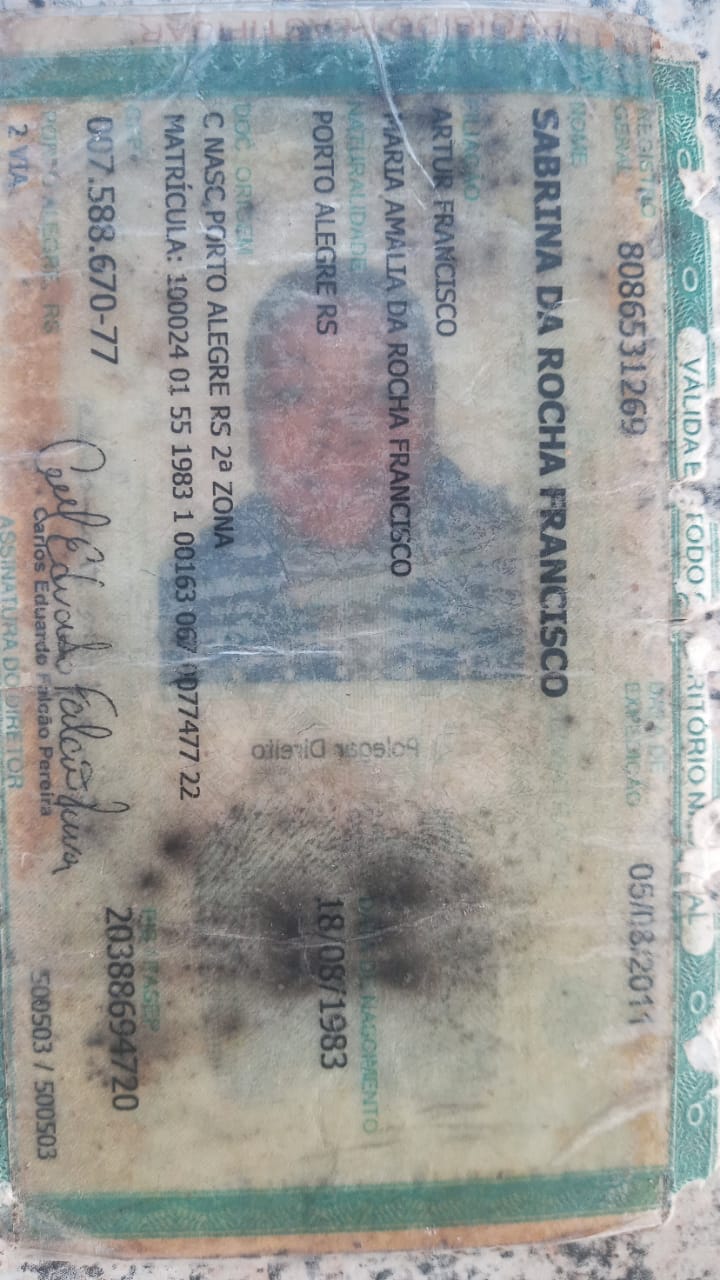 REGISTRO GERAL 8086531269 DATA DE EXPEDIÇÃO 05/08/2011
NOME
SABRINA DA ROCHA FRANCISCO
FILIAÇÃO
ARTUR FRANCISCO
MARIA AMALIA DA ROCHA FRANCISCO
NATURALIDADE DATA DE NASCIMENTO
PORTO ALEGRE RS 18/08/1983
DOC. ORIGEM
C NASC PORTO ALEGRE RS 2ª ZONA
MATRÍCULA: 100024 01 55 1983 1 00163 067 0077477 22
CPF PIS / PASEP
007.588.670-77 20388694720
PORTO ALEGRE, RS
2 VIA Carlos Eduardo Falcão Pereira 500503 / 500503
ASSINATURA DO DIRETOR
Polegar Direito